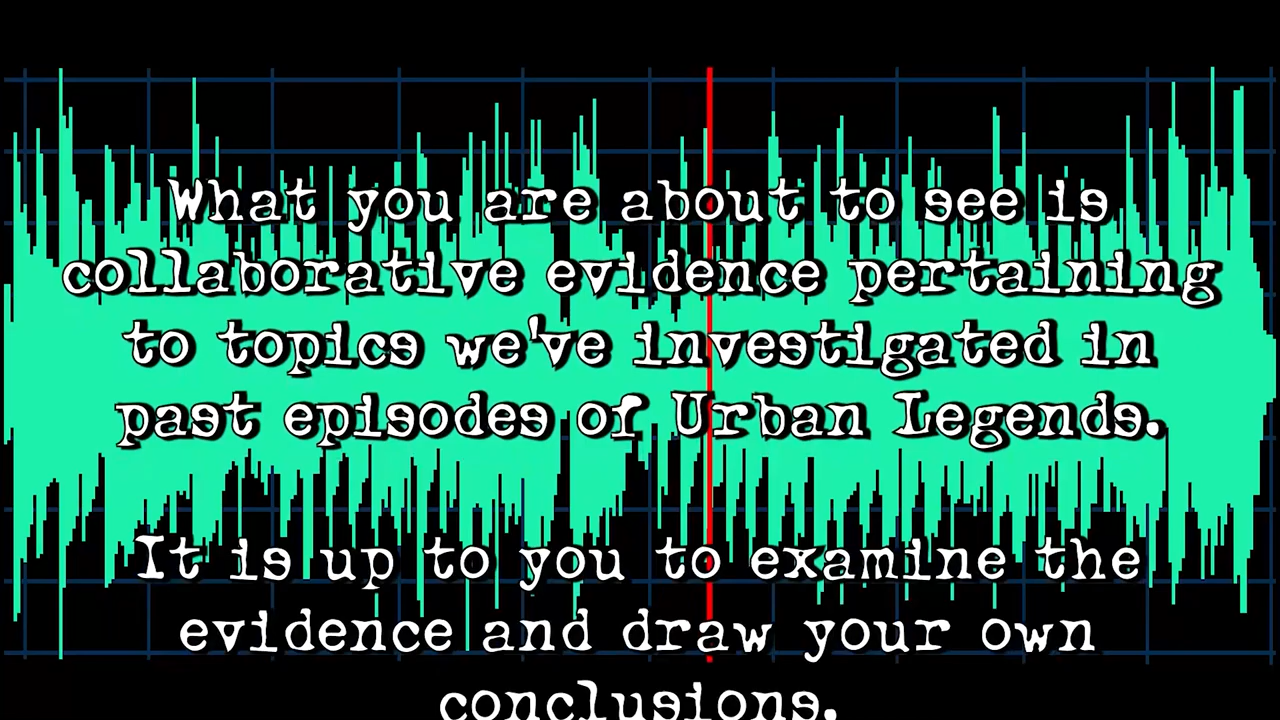 What you are about to see is
collaborative evidence pertaining
to topics we've investigated in
past episodes of Urban Legends.
It is up to you to examine the
evidence and draw your own
conclusions.